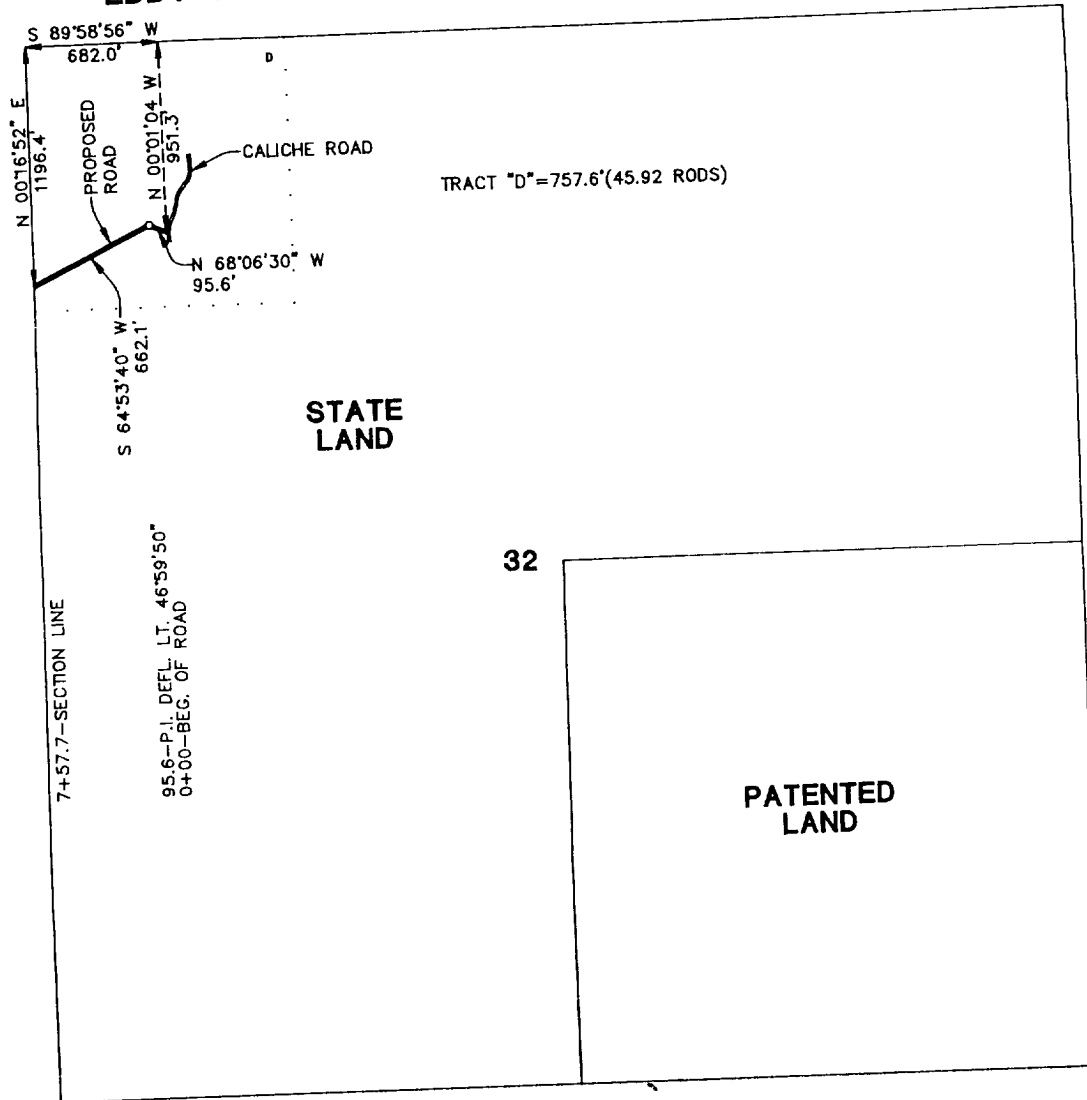 S 89°58'56" W
682.0'
D
N 00°16'52" E
1196.4'
PROPOSED
ROAD
N 00°01'04 W
951.3'
CALICHE ROAD
TRACT "D"=757.6'(45.92 RODS)
N 68°06'30" W
95.6'
S 64°53'40" W
662.1'
STATE
LAND
32
7+57.7-SECTION LINE
95.6-P.I. DEFL. LT. 46°59'50"
0+00-BEG. OF ROAD
PATENTED
LAND